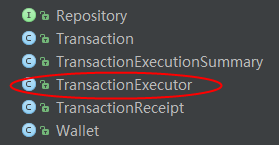 I Repository
C Transaction
C TransactionExecutionSummary
C TransactionExecutor
C TransactionReceipt
C Wallet